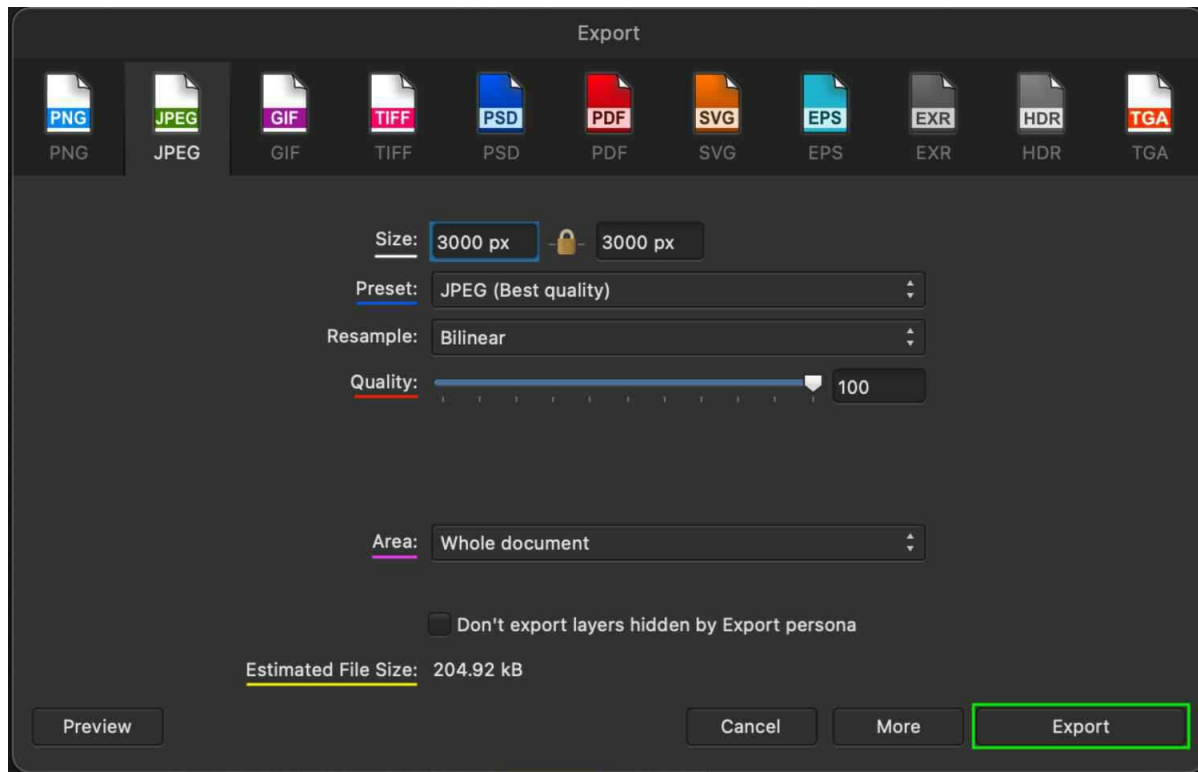 Export
PNG JPEG GIF TIFF PSD PDF SVG EPS EXR HDR TGA
PNG JPEG GIF TIFF PSD PDF SVG EPS EXR HDR TGA
Size: 3000 px 3000 px
Preset: JPEG (Best quality)
Resample: Bilinear
Quality: 100
Area: Whole document
Don't export layers hidden by Export persona
Estimated File Size: 204.92 kB
Preview Cancel More Export